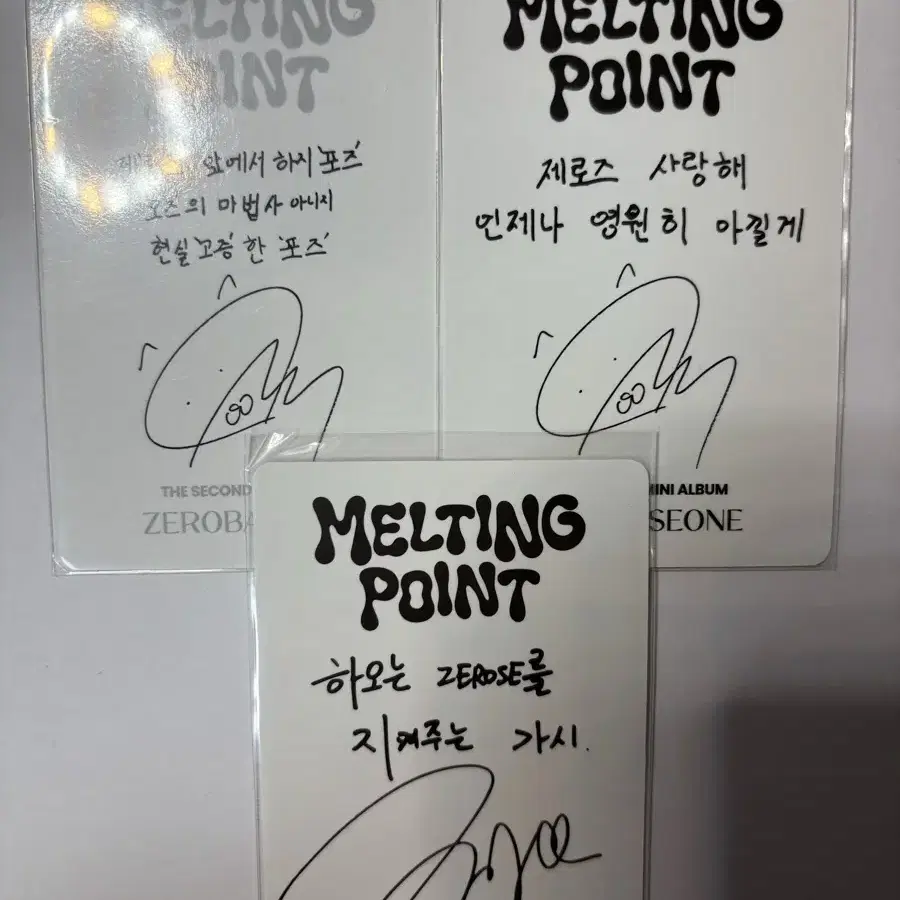 MELTING
POINT
앞에서 하지 '포즈'
포즈의 마법사 아니지
현실 '고증' 한 '포즈'
THE SECOND
ZEROBA
MELTING
POINT
제로즈 사랑해
언제나 영원히 아낄게
MINI ALBUM
SEONE
MELTING
POINT
하오는 ZEROSE를
지켜주는 가시.